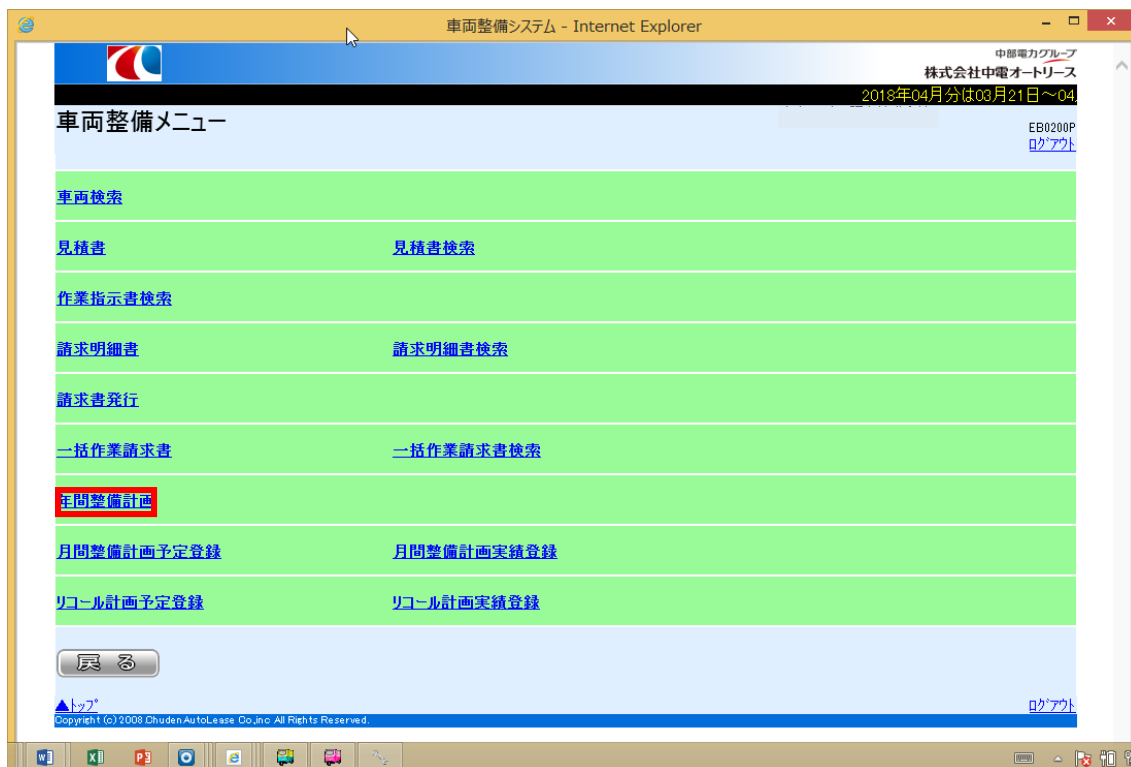 車両整備システム - Internet Explorer
中部電力グループ
株式会社中電オートリース
2018年04月分は03月21日～04
車両整備メニュー
EB0200P
ログアウト
車両検索
見積書 見積書検索
作業指示書検索
請求明細書 請求明細書検索
請求書発行
一括作業請求書 一括作業請求書検索
年間整備計画
月間整備計画予定登録 月間整備計画実績登録
リコール計画予定登録 リコール計画実績登録
戻る
▲トップ ログアウト
Copyright (c) 2008 Chuden AutoLease Co,inc All Rights Reserved.